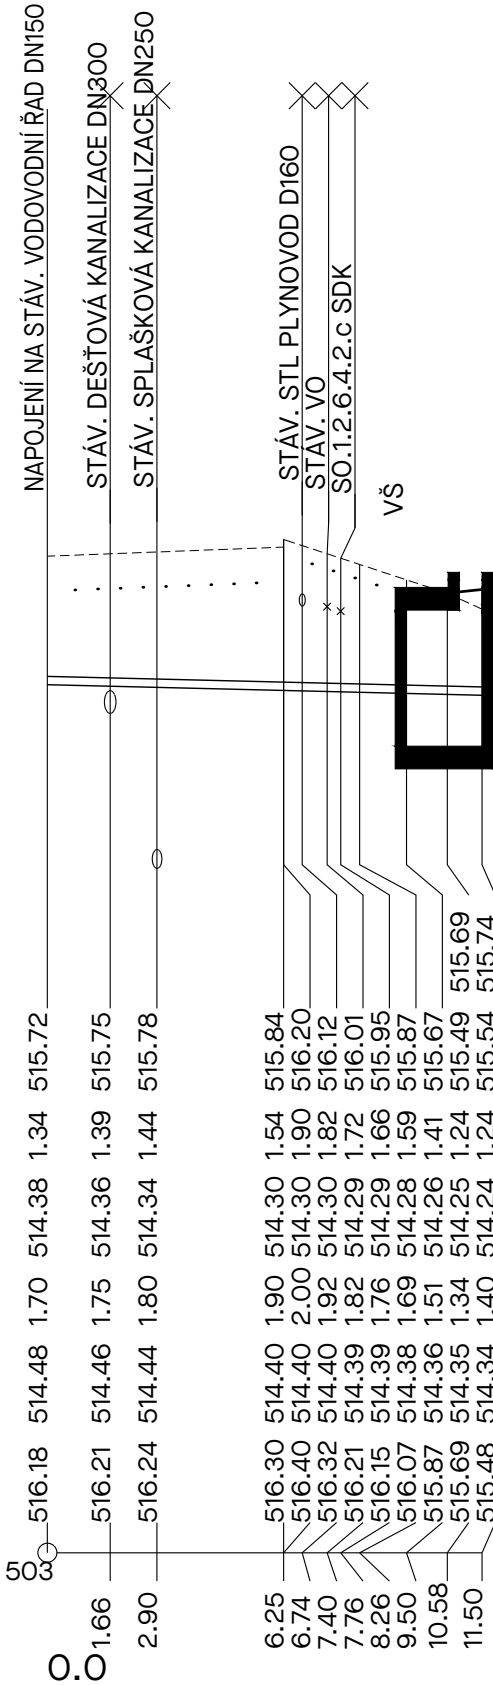 503
0.0
516.18 514.48 1.70 514.38 1.34 515.72 NAPOJENÍ NA STÁV. VODOVODNÍ ŘAD DN150
1.66 516.21 514.46 1.75 514.36 1.39 515.75 STÁV. DEŠŤOVÁ KANALIZACE DN300
2.90 516.24 514.44 1.80 514.34 1.44 515.78 STÁV. SPLAŠKOVÁ KANALIZACE DN250
6.25 516.30 514.40 1.90 514.30 1.54 515.84 STÁV. STL PLYNOVOD D160
6.74 516.40 514.40 2.00 514.30 1.90 516.20 STÁV. VO
7.40 516.32 514.40 1.92 514.30 1.82 516.12 SO.1.2.6.4.2.c SDK
7.76 516.21 514.39 1.82 514.29 1.72 516.01
8.26 516.15 514.39 1.76 514.29 1.66 515.95 VŠ
9.50 516.07 514.38 1.69 514.28 1.59 515.87
10.58 515.87 514.36 1.51 514.26 1.41 515.67
11.50 515.69 514.35 1.34 514.25 1.24 515.49 515.69
515.48 514.34 1.40 514.24 1.24 515.54 515.74